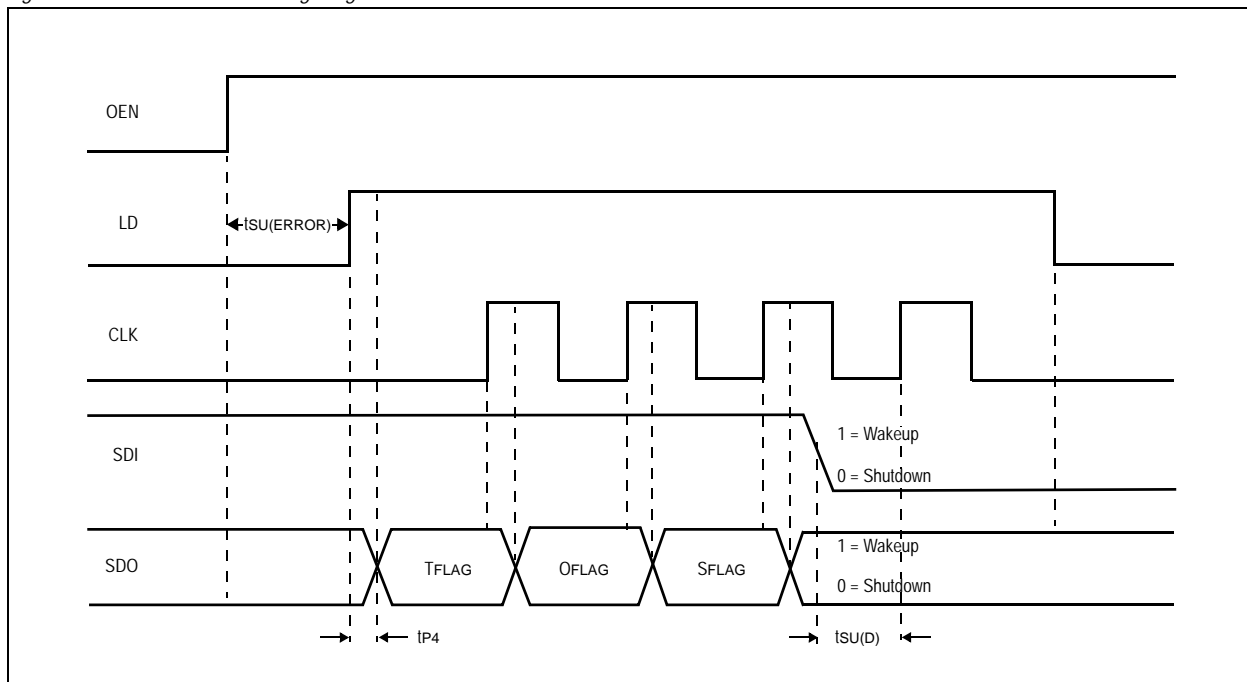 OEN
tSU(ERROR)
LD
CLK
SDI
1 = Wakeup
0 = Shutdown
SDO
TFLAG
OFLAG
SFLAG
1 = Wakeup
0 = Shutdown
tP4
tSU(D)